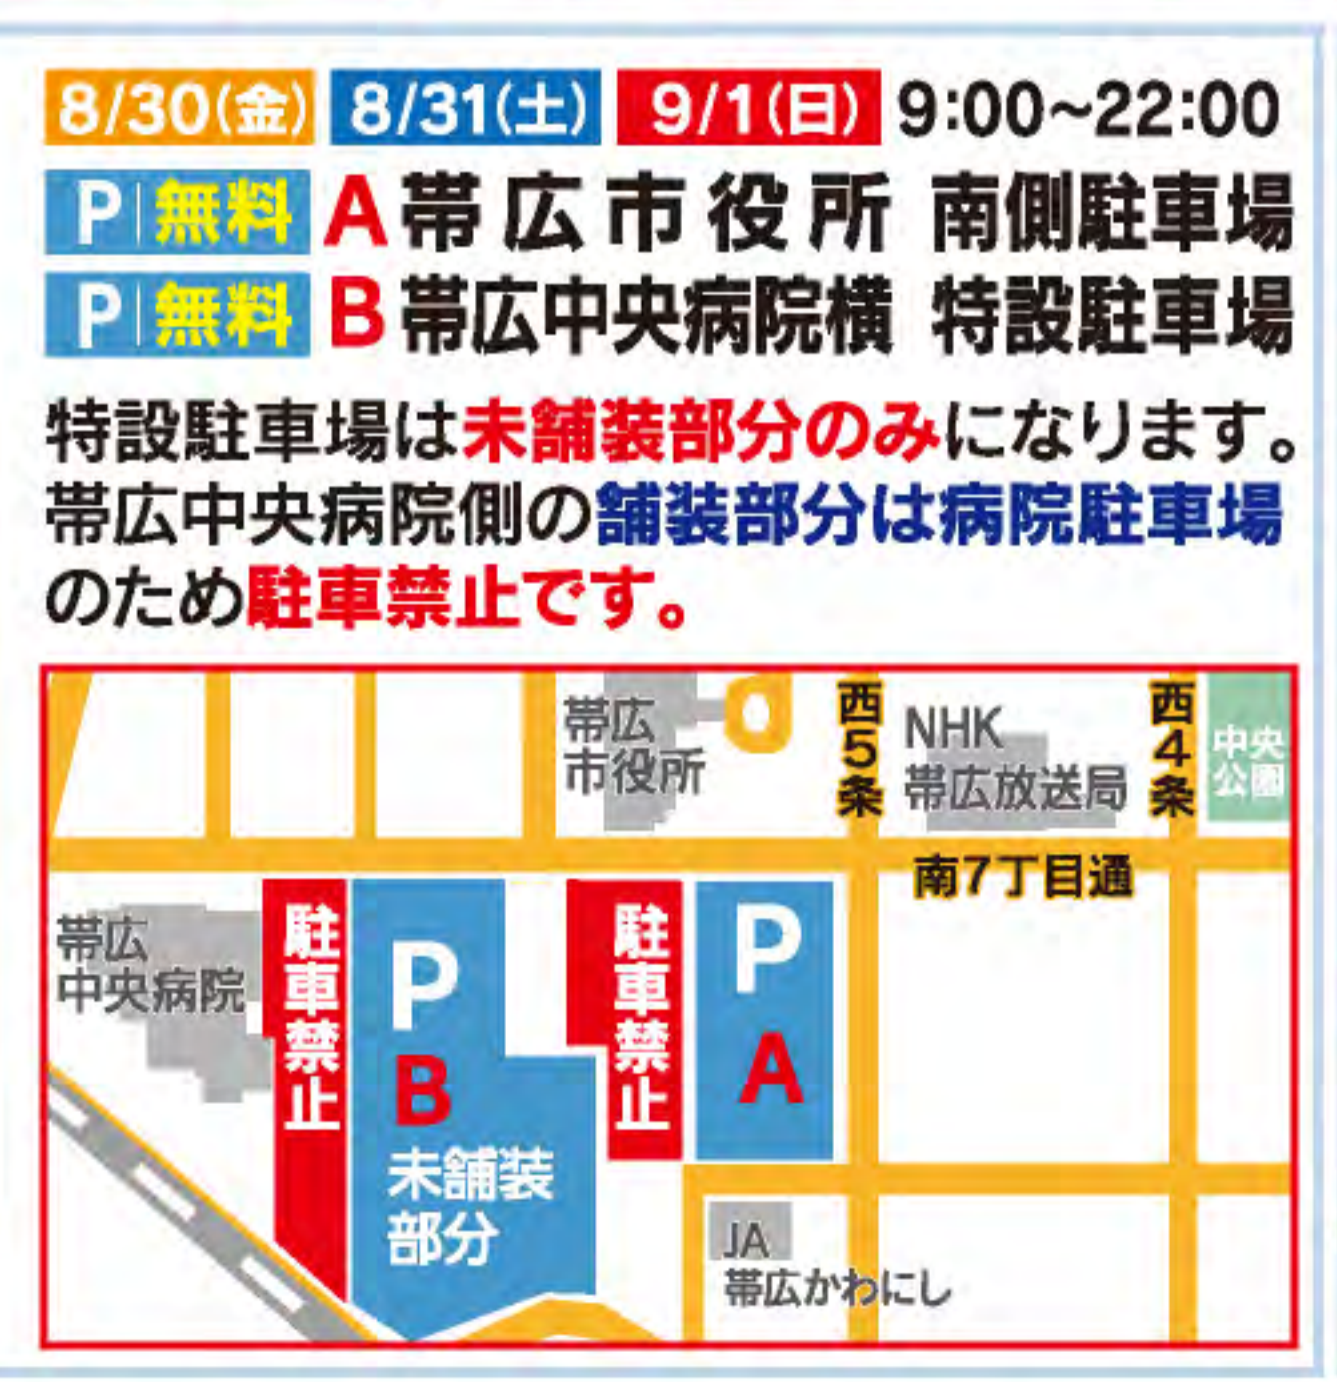 8/30(金) 8/31(土) 9/1(日) 9:00~22:00
P 無料 A 帯広市役所 南側駐車場
P 無料 B 帯広中央病院横 特設駐車場
特設駐車場は未舗装部分のみになります。
帯広中央病院側の舗装部分は病院駐車場
のため駐車禁止です。
帯広
市役所
西5条
NHK
帯広放送局
西4条
中央
公園
南7丁目通
帯広
中央病院
駐車禁止
P
B
未舗装
部分
駐車禁止
P
A
JA
帯広かわにし